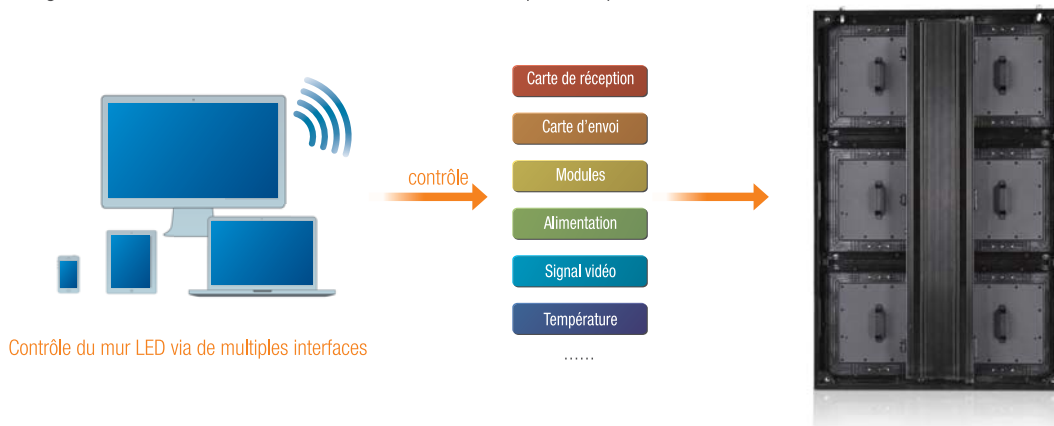 Carte de réception
Carte d'envoi
contrôle
Modules
Alimentation
Signal vidéo
Température
......
Contrôle du mur LED via de multiples interfaces